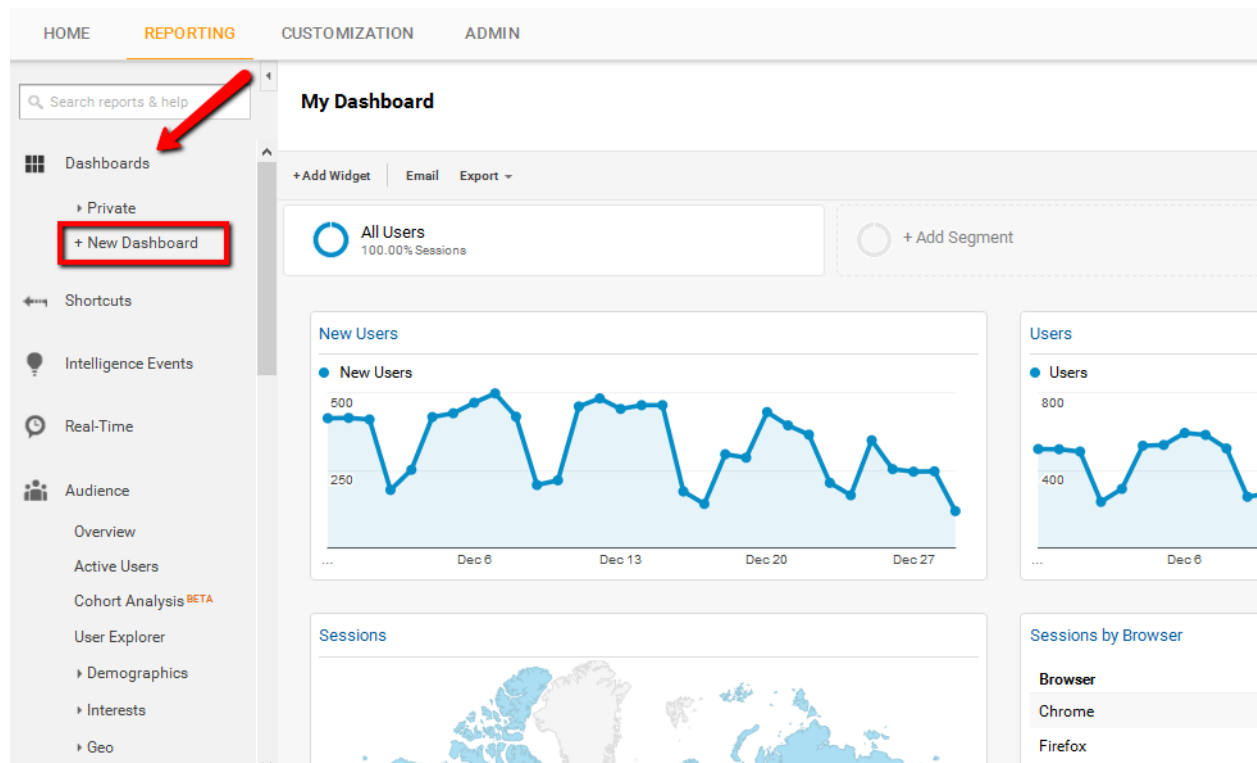 HOME REPORTING CUSTOMIZATION ADMIN
Search reports & help
Dashboards
Private
+ New Dashboard
Shortcuts
Intelligence Events
Real-Time
Audience
Overview
Active Users
Cohort Analysis BETA
User Explorer
Demographics
Interests
Geo
My Dashboard
+Add Widget Email Export
All Users
100.00% Sessions
+ Add Segment
New Users
New Users
500
250
... Dec 6 Dec 13 Dec 20 Dec 27
Users
Users
800
400
... Dec 6
Sessions
Sessions by Browser
Browser
Chrome
Firefox